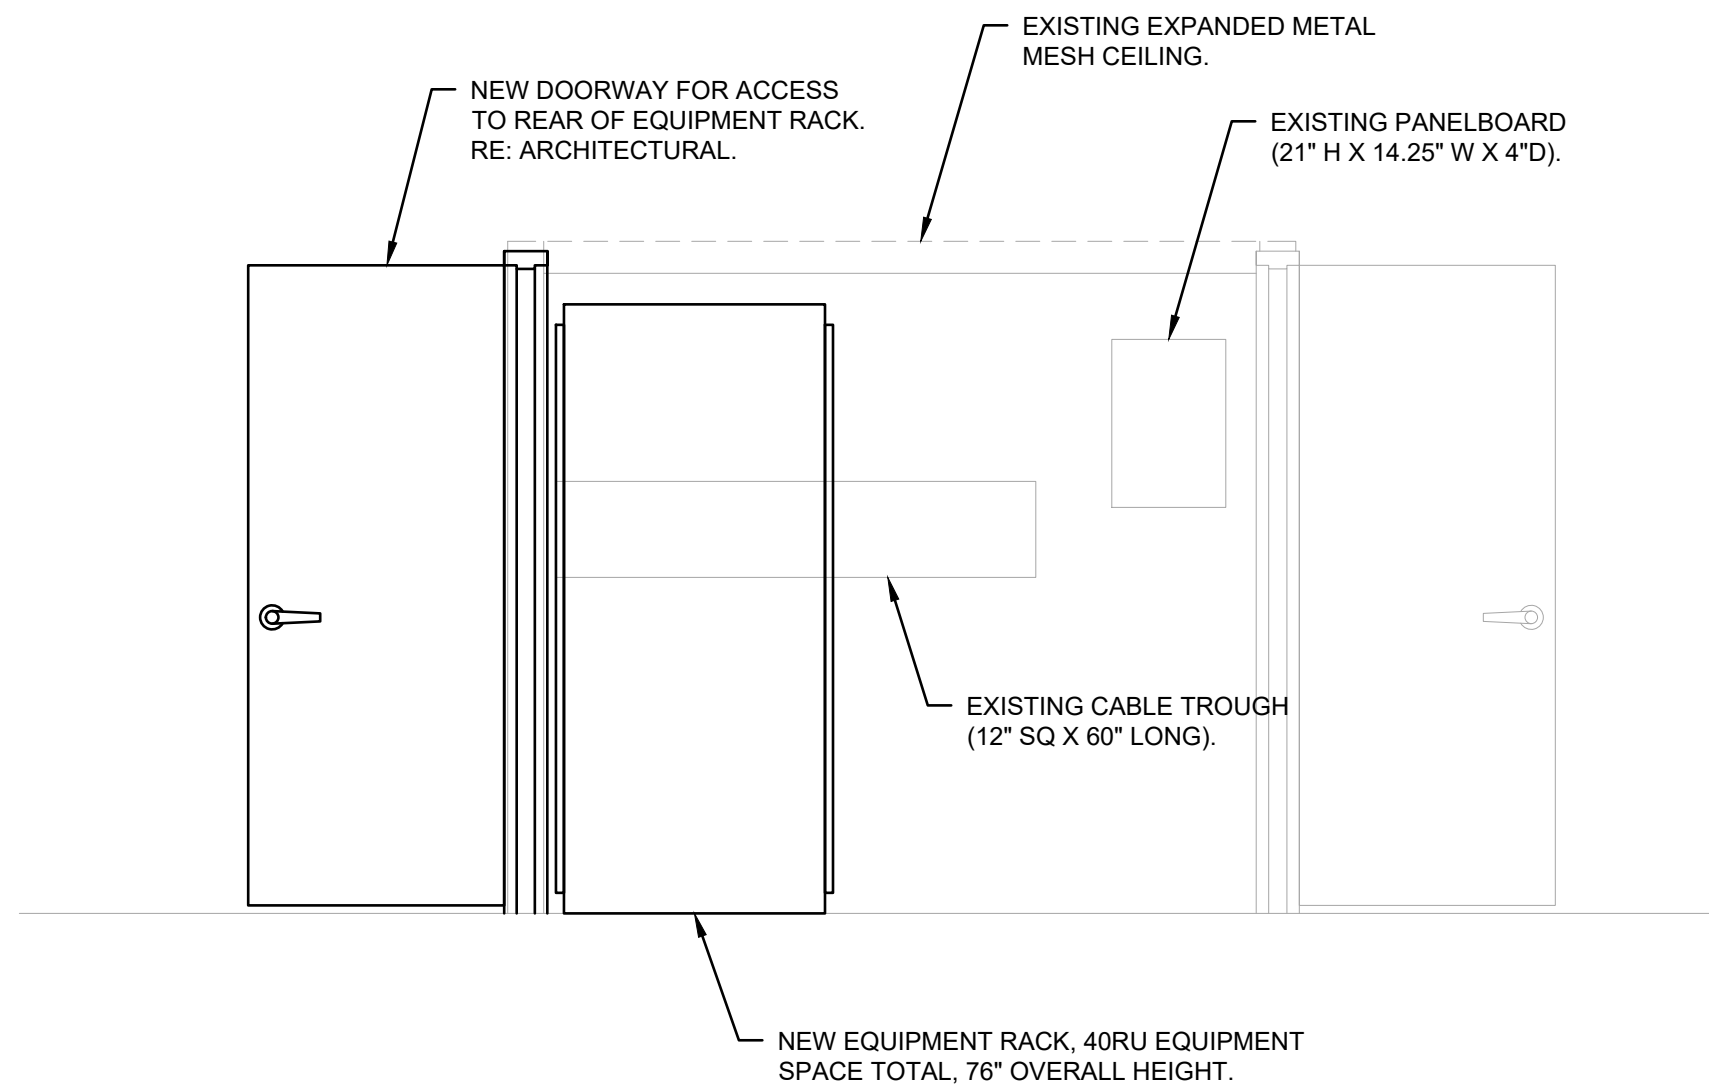 EXISTING EXPANDED METAL
MESH CEILING.
NEW DOORWAY FOR ACCESS
TO REAR OF EQUIPMENT RACK.
RE: ARCHITECTURAL.
EXISTING PANELBOARD
(21" H X 14.25" W X 4"D).
EXISTING CABLE TROUGH
(12" SQ X 60" LONG).
NEW EQUIPMENT RACK, 40RU EQUIPMENT
SPACE TOTAL, 76" OVERALL HEIGHT.